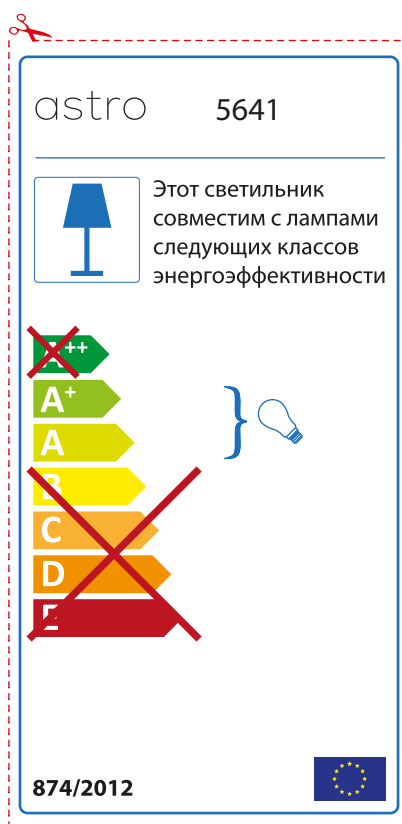 astro 5641
Этот светильник
совместим с лампами
следующих классов
энергоэффективности
A++
A+
A
B
C
D
E
874/2012